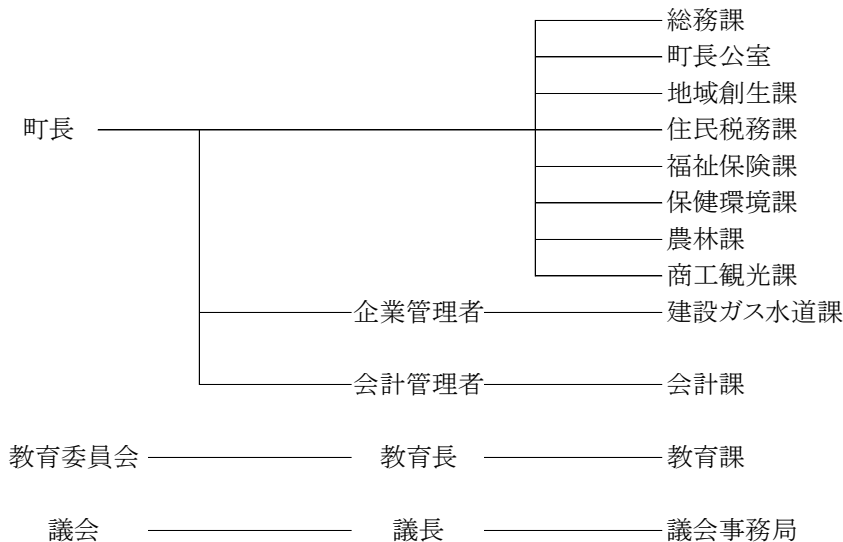 総務課
町長公室
地域創生課
町長 住民税務課
福祉保険課
保健環境課
農林課
商工観光課
企業管理者 建設ガス水道課
会計管理者 会計課
教育委員会 教育長 教育課
議会 議長 議会事務局